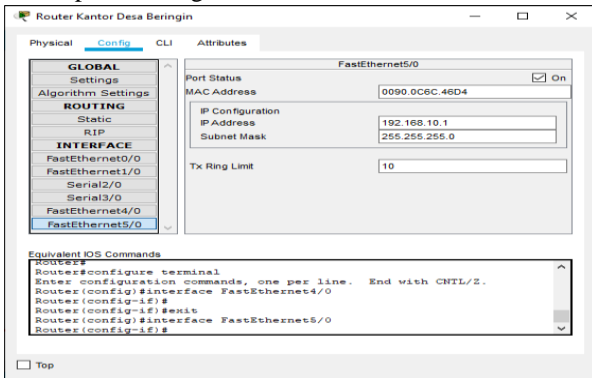 Router Kantor Desa Beringin
Physical Config CLI Attributes
GLOBAL
Settings
Algorithm Settings
ROUTING
Static
RIP
INTERFACE
FastEthernet0/0
FastEthernet1/0
Serial2/0
Serial3/0
FastEthernet4/0
FastEthernet5/0
FastEthernet5/0
Port Status On
MAC Address 0090.0C6C.46D4
IP Configuration
IP Address 192.168.10.1
Subnet Mask 255.255.255.0
Tx Ring Limit 10
Equivalent IOS Commands
Router#
Router#configure terminal
Enter configuration commands, one per line. End with CNTL/Z.
Router(config)#interface FastEthernet4/0
Router(config-if)#
Router(config-if)#exit
Router(config)#interface FastEthernet5/0
Router(config-if)#
Top